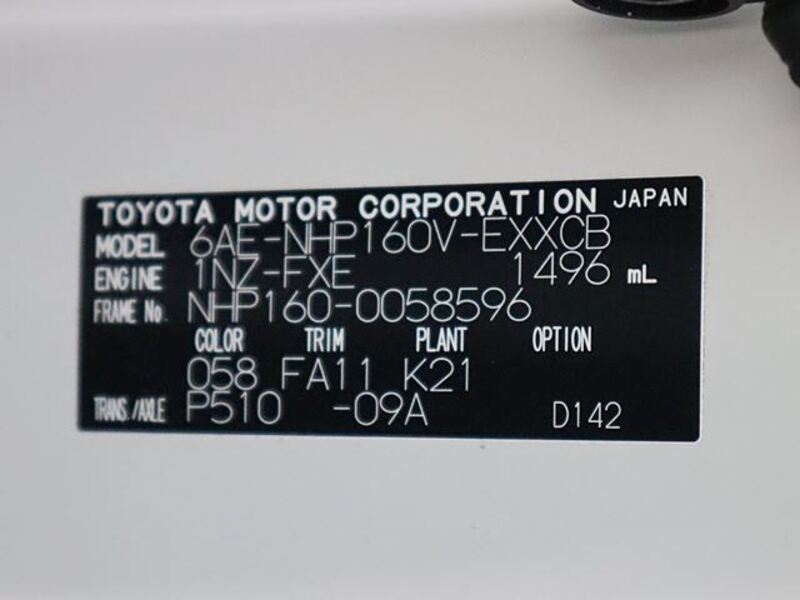 TOYOTA MOTOR CORPORATION JAPAN
MODEL 6AE-NHP160V-EXXCB
ENGINE 1NZ-FXE 1496 mL
FRAME No. NHP160-0058596
COLOR TRIM PLANT OPTION
058 FA11 K21
TRANS./AXLE P510 -09A D142